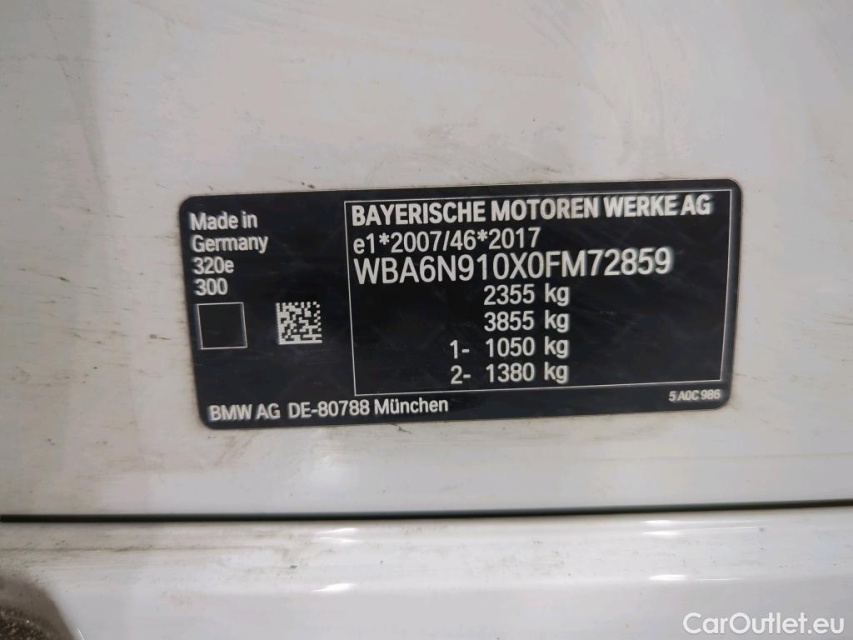 Made in
Germany
320e
300
BAYERISCHE MOTOREN WERKE AG
e1*2007/46*2017
WBA6N910X0FM72859
2355 kg
3855 kg
1- 1050 kg
2- 1380 kg
BMW AG DE-80788 München
5 A0C 986
CarOutlet.eu